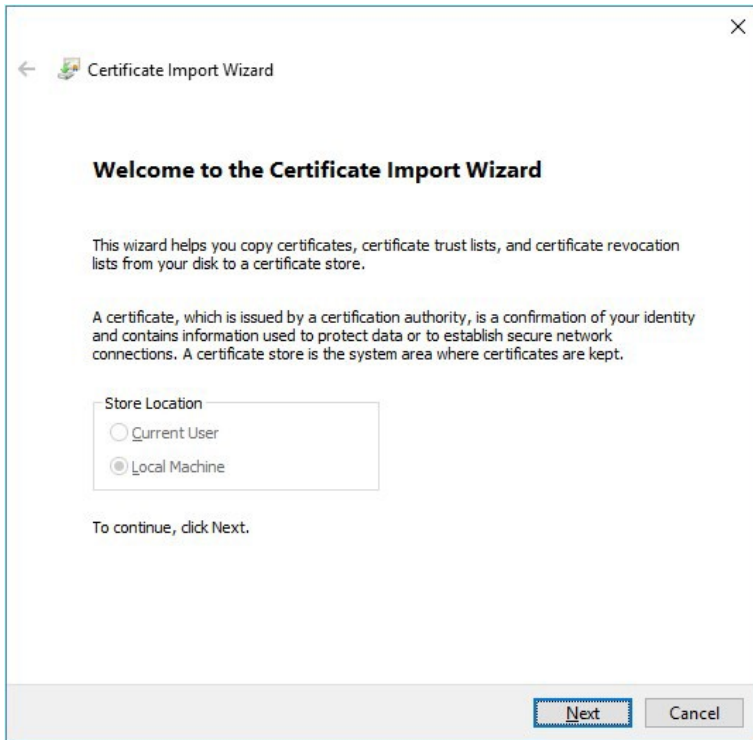 Certificate Import Wizard
Welcome to the Certificate Import Wizard
This wizard helps you copy certificates, certificate trust lists, and certificate revocation
lists from your disk to a certificate store.
A certificate, which is issued by a certification authority, is a confirmation of your identity
and contains information used to protect data or to establish secure network
connections. A certificate store is the system area where certificates are kept.
Store Location
Current User
Local Machine
To continue, click Next.
Next Cancel